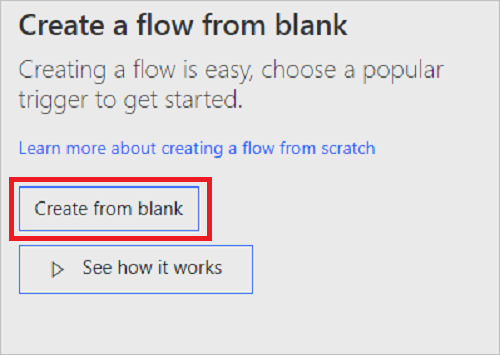 Create a flow from blank
Creating a flow is easy, choose a popular
trigger to get started.
Learn more about creating a flow from scratch
Create from blank
See how it works